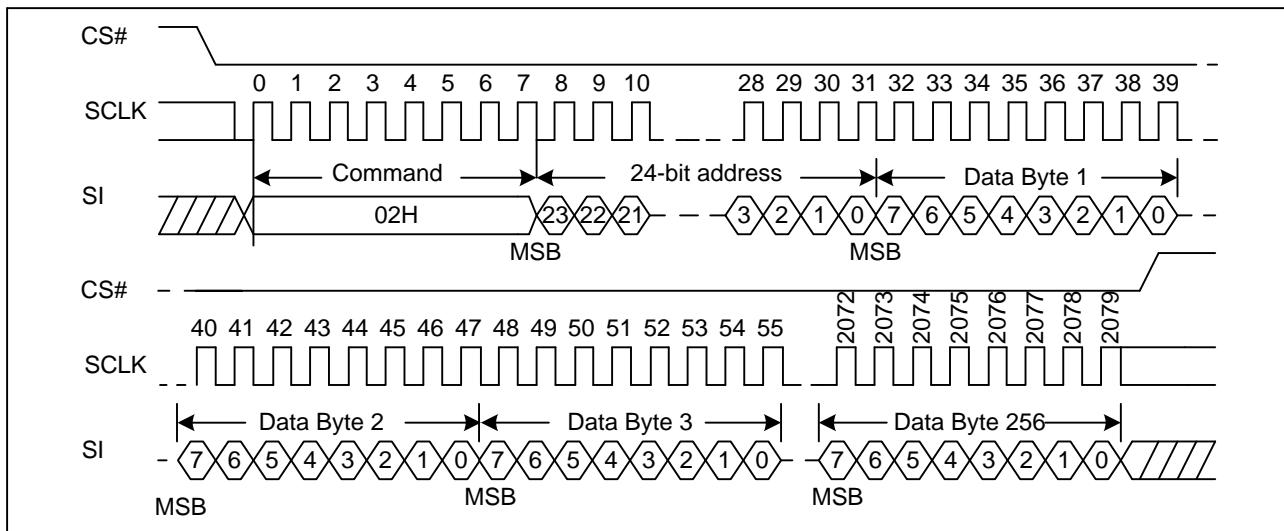 CS#
0 1 2 3 4 5 6 7 8 9 10 28 29 30 31 32 33 34 35 36 37 38 39
SCLK
Command 24-bit address Data Byte 1
SI
02H 23 22 21 3 2 1 0 7 6 5 4 3 2 1 0
MSB MSB
CS#
40 41 42 43 44 45 46 47 48 49 50 51 52 53 54 55 2072 2073 2074 2075 2076 2077 2078 2079
SCLK
Data Byte 2 Data Byte 3 Data Byte 256
SI
7 6 5 4 3 2 1 0 7 6 5 4 3 2 1 0 7 6 5 4 3 2 1 0
MSB MSB MSB